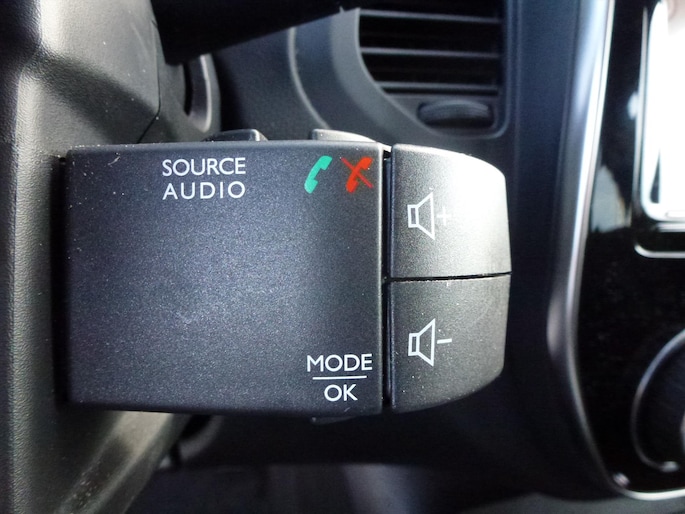 SOURCE
AUDIO
+
-
MODE
OK